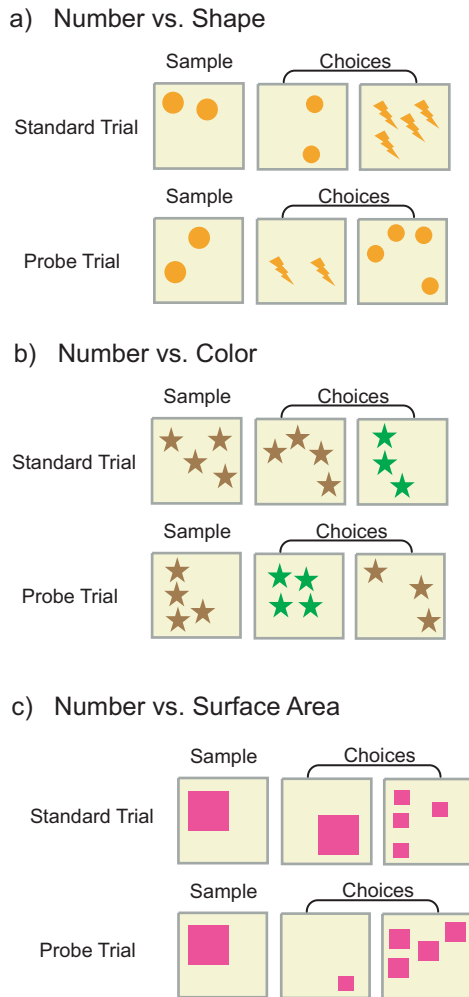 a) Number vs. Shape
Sample
Choices
Standard Trial
Sample
Choices
Probe Trial
b) Number vs. Color
Sample
Choices
Standard Trial
Sample
Choices
Probe Trial
c) Number vs. Surface Area
Sample
Choices
Standard Trial
Sample
Choices
Probe Trial